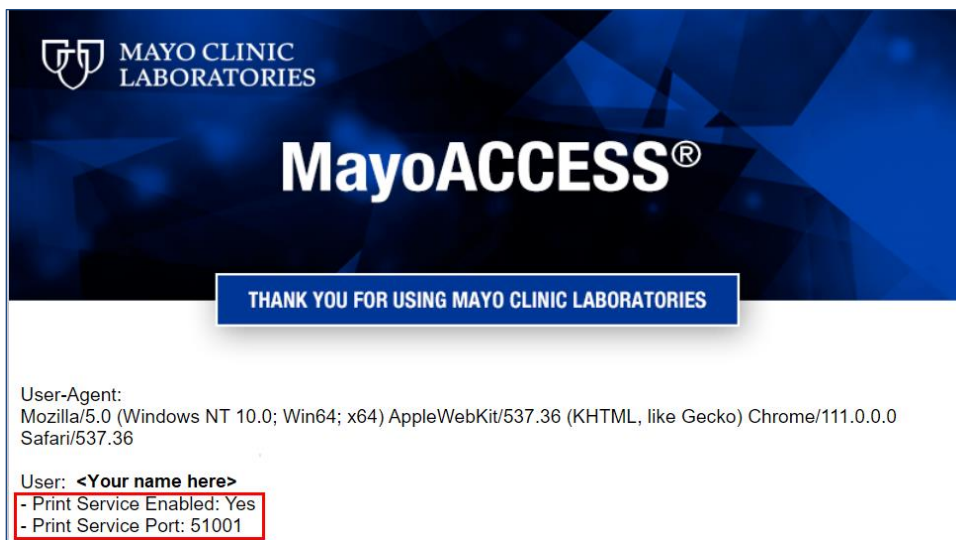 MAYO CLINIC
LABORATORIES
MayoACCESS®
THANK YOU FOR USING MAYO CLINIC LABORATORIES
User-Agent:
Mozilla/5.0 (Windows NT 10.0; Win64; x64) AppleWebKit/537.36 (KHTML, like Gecko) Chrome/111.0.0.0
Safari/537.36
User: <Your name here>
- Print Service Enabled: Yes
- Print Service Port: 51001